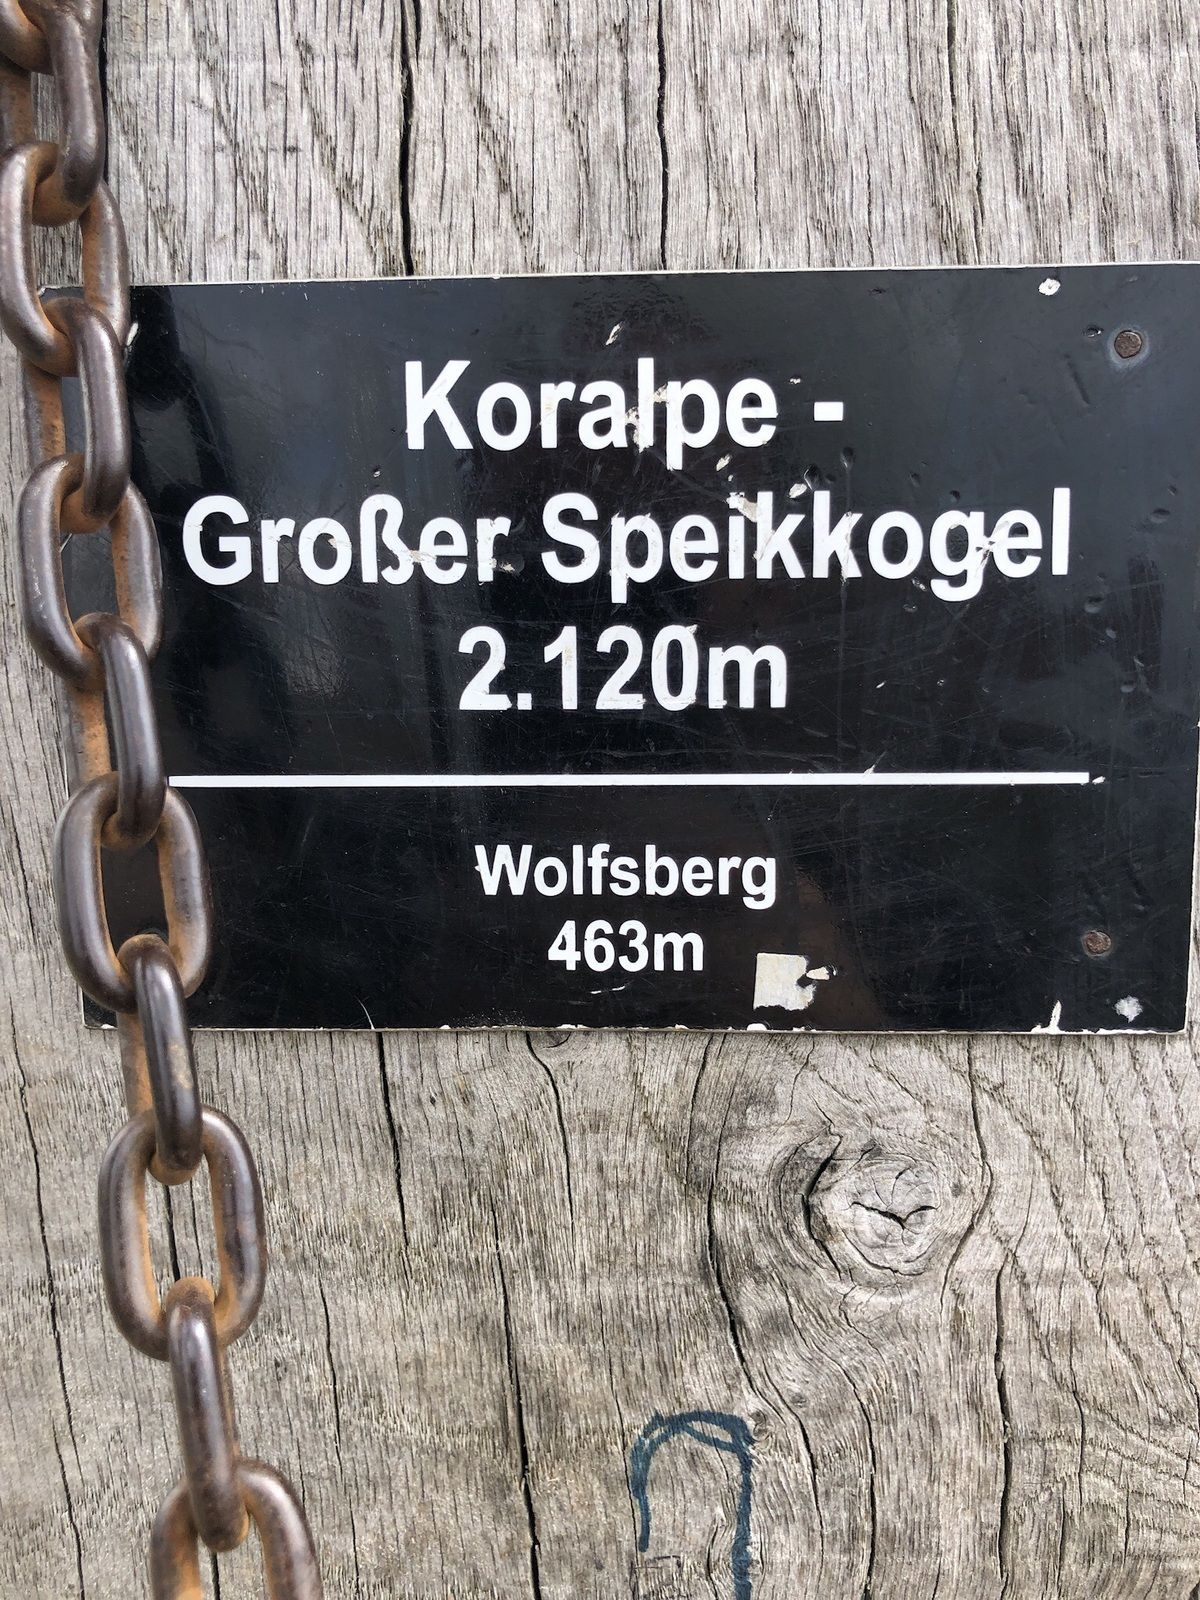 Koralpe -
Großer Speikkogel
2.120m
Wolfsberg
463m